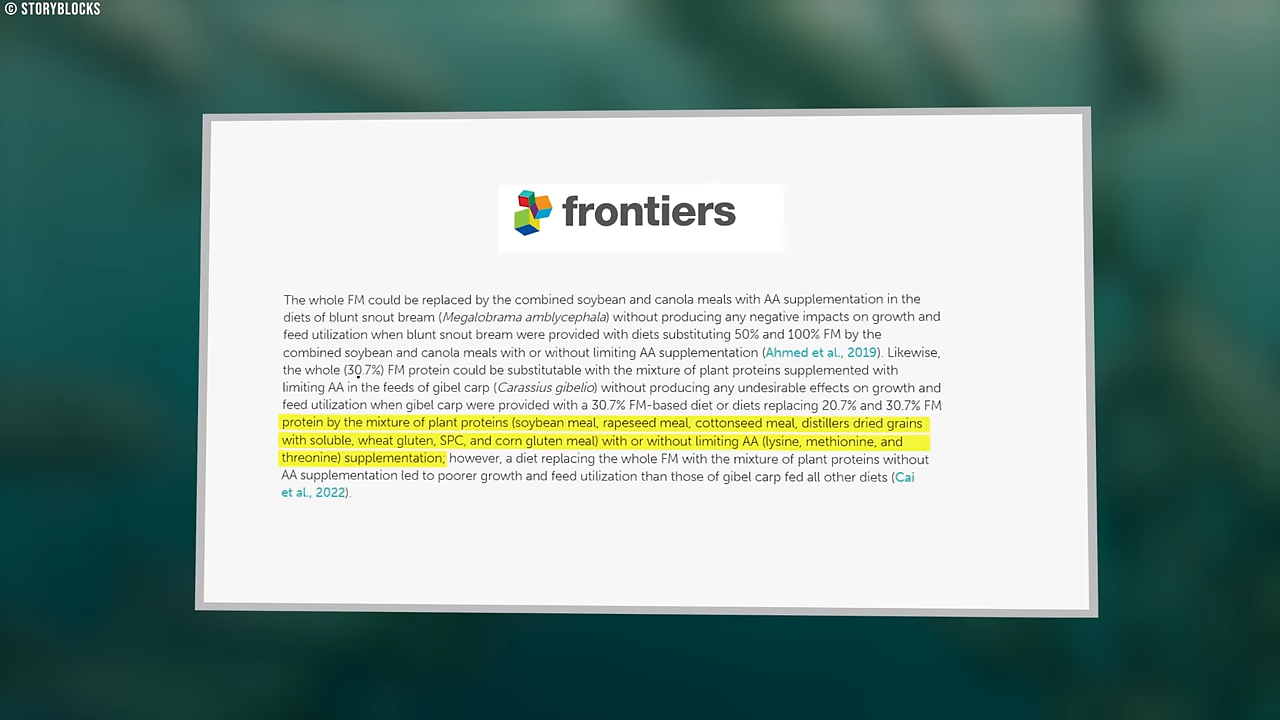 © STORYBLOCKS
frontiers
The whole FM could be replaced by the combined soybean and canola meals with AA supplementation in the
diets of blunt snout bream (Megalobrama amblycephala) without producing any negative impacts on growth and
feed utilization when blunt snout bream were provided with diets substituting 50% and 100% FM by the
combined soybean and canola meals with or without limiting AA supplementation (Ahmed et al., 2019). Likewise,
the whole (30.7%) FM protein could be substitutable with the mixture of plant proteins supplemented with
limiting AA in the feeds of gibel carp (Carassius gibelio) without producing any undesirable effects on growth and
feed utilization when gibel carp were provided with a 30.7% FM-based diet or diets replacing 20.7% and 30.7% FM
protein by the mixture of plant proteins (soybean meal, rapeseed meal, cottonseed meal, distillers dried grains
with soluble, wheat gluten, SPC, and corn gluten meal) with or without limiting AA (lysine, methionine, and
threonine) supplementation; however, a diet replacing the whole FM with the mixture of plant proteins without
AA supplementation led to poorer growth and feed utilization than those of gibel carp fed all other diets (Cai
et al., 2022).